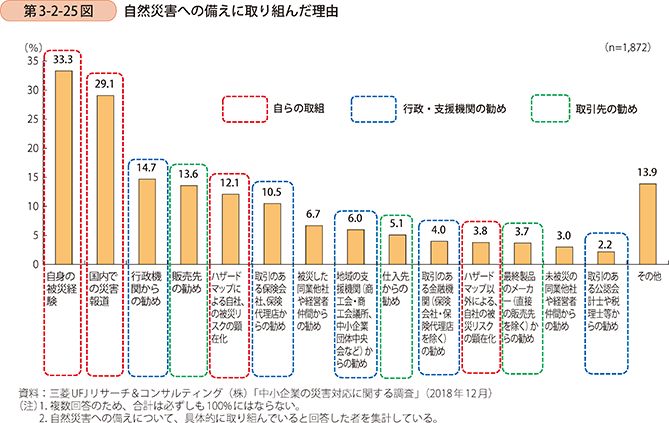 第3-2-25図 自然災害への備えに取り組んだ理由
(%)
(n=1,872)
40
35
30
25
20
15
10
5
0
自らの取組
行政・支援機関の勧め
取引先の勧め
33.3
29.1
14.7
13.6
12.1
10.5
6.7
6.0
5.1
4.0
3.8
3.7
3.0
2.2
13.9
自身の
被災経
験
国内で
の災害
報道
行政機
関から
の勧め
販売先
の勧め
ハザード
マップに
よる自社
の被災リ
スクの顕
在化
取引のあ
る保険会
社、保険
代理店か
らの勧め
被災した
同業他社
や経営者
仲間から
の勧め
地域の支
援機関(商
工会・商
工会議所、
中小企業
団体中央
会など)か
らの勧め
仕入先
からの
勧め
取引のあ
る金融機
関(保険
会社・保
険代理店
を除く)の
勧め
ハザード
マップ以
外による、
自社の被
災リスク
の顕在化
最終製品
のメーカ
ー(直接
の販売先
を除く)か
らの勧め
未被災の
同業他社
や経営者
仲間から
の勧め
取引のあ
る公認会
計士や税
理士等か
らの勧め
その他
資料:三菱UFJリサーチ&コンサルティング(株)「中小企業の災害対応に関する調査」(2018年12月)
(注)1. 複数回答のため、合計は必ずしも100%にはならない。
2. 自然災害への備えについて、具体的に取り組んでいると回答した者を集計している。